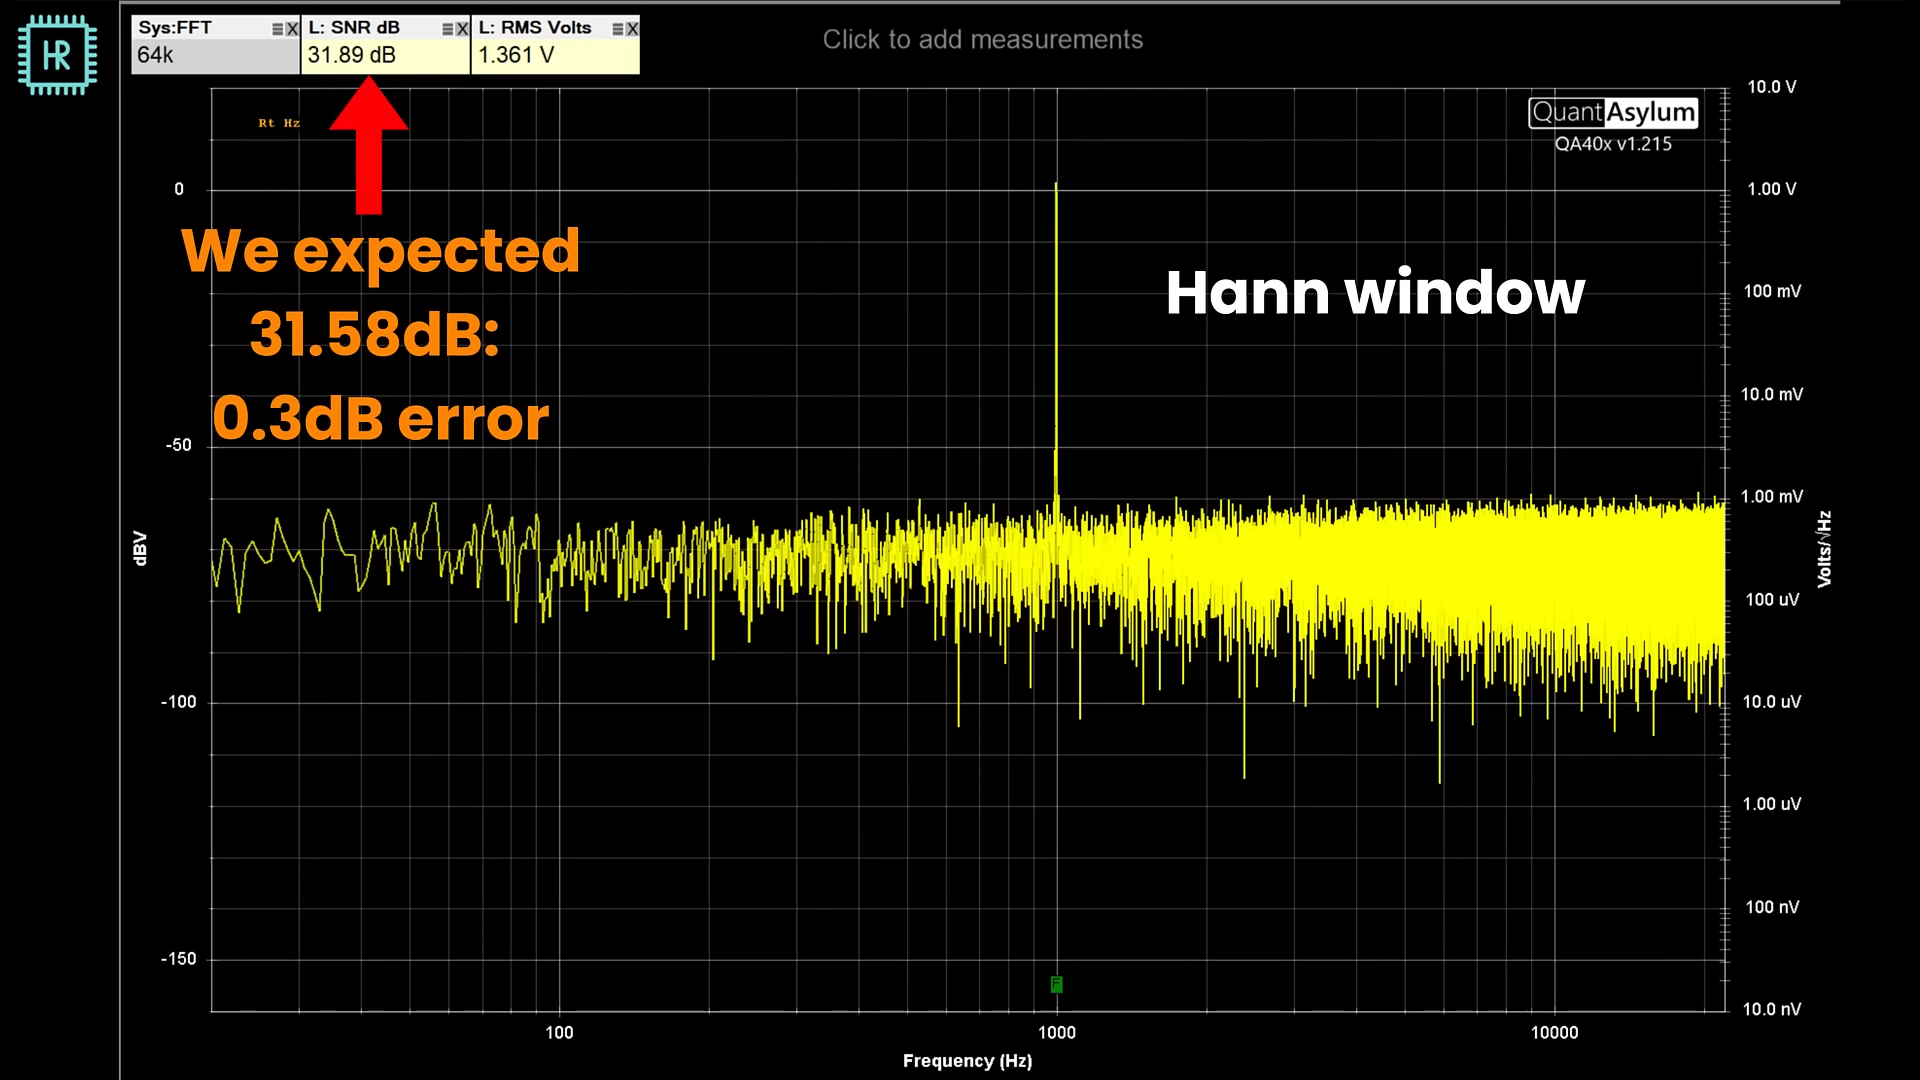 HR
Sys:FFT
64k
L: SNR dB
31.89 dB
L: RMS Volts
1.361 V
Click to add measurements
Rt Hz
QuantAsylum
QA40x v1.215
We expected
31.58dB:
0.3dB error
Hann window
dBV
0
-50
-100
-150
10.0 V
1.00 V
100 mV
10.0 mV
1.00 mV
100 uV
10.0 uV
1.00 uV
100 nV
10.0 nV
Volts/√Hz
F
100
1000
10000
Frequency (Hz)